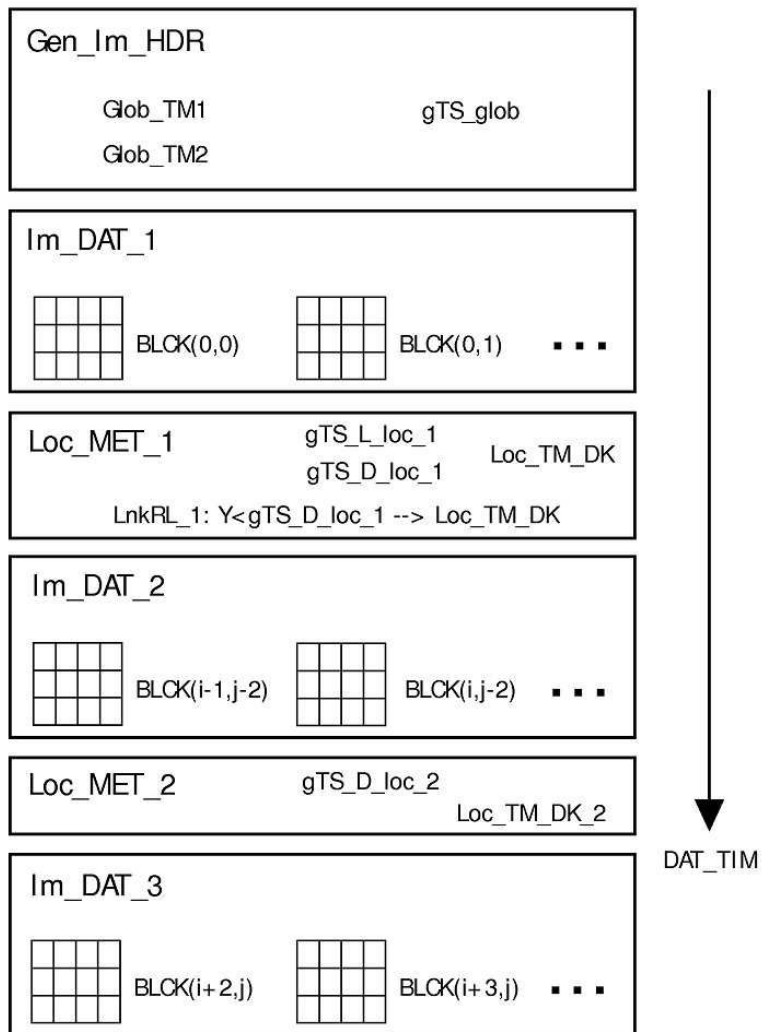 Gen_Im_HDR
Glob_TM1 gTS_glob
Glob_TM2
Im_DAT_1
BLCK(0,0) BLCK(0,1) ...
Loc_MET_1 gTS_L_loc_1 Loc_TM_DK
gTS_D_loc_1
LnkRL_1: Y<gTS_D_loc_1 --> Loc_TM_DK
Im_DAT_2
BLCK(i-1,j-2) BLCK(i,j-2) ...
Loc_MET_2 gTS_D_loc_2
Loc_TM_DK_2
DAT_TIM
Im_DAT_3
BLCK(i+2,j) BLCK(i+3,j) ...